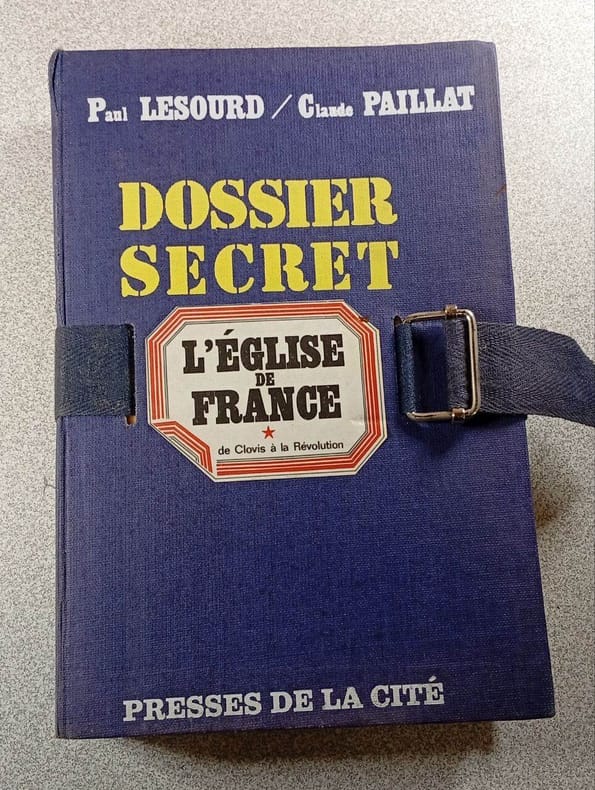 Paul LESOURD / Claude PAILLAT
DOSSIER
SECRET
L'ÉGLISE
DE
FRANCE
de Clovis à la Révolution
PRESSES DE LA CITÉ